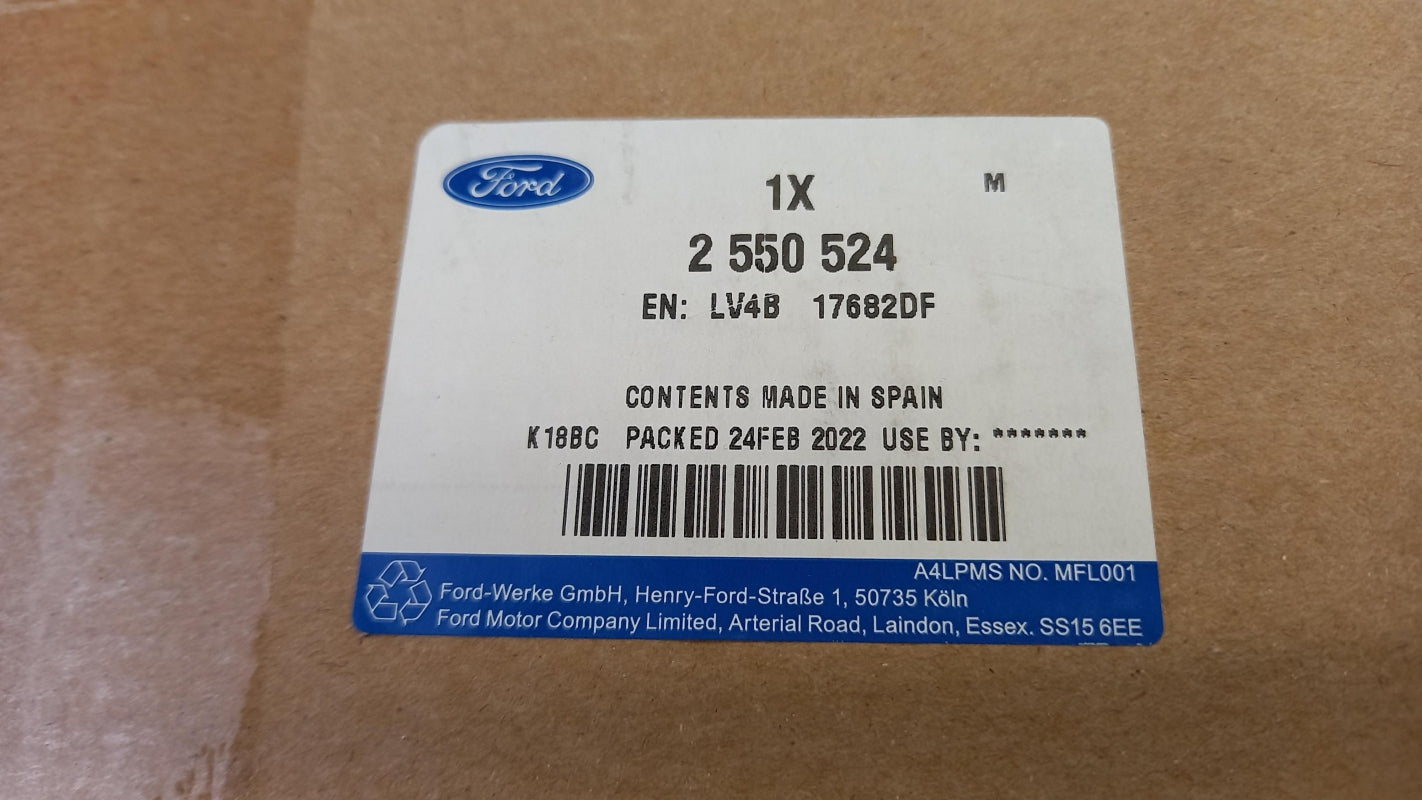 Ford
1X
M
2 550 524
EN: LV4B 17682DF
CONTENTS MADE IN SPAIN
K18BC PACKED 24FEB 2022 USE BY: *******
A4LPMS NO. MFL001
Ford-Werke GmbH, Henry-Ford-Straße 1, 50735 Köln
Ford Motor Company Limited, Arterial Road, Laindon, Essex. SS15 6EE